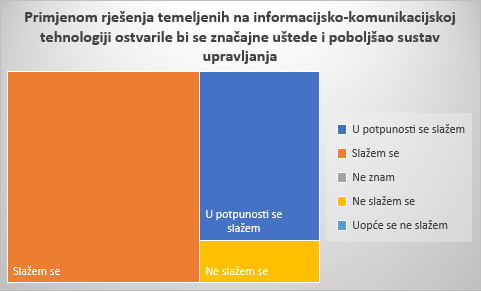 Primjenom rješenja temeljenih na informacijsko-komunikacijskoj
tehnologiji ostvarile bi se značajne uštede i poboljšao sustav
upravljanja
U potpunosti se
slažem
Slažem se
Ne slažem se
U potpunosti se slažem
Slažem se
Ne znam
Ne slažem se
Uopće se ne slažem